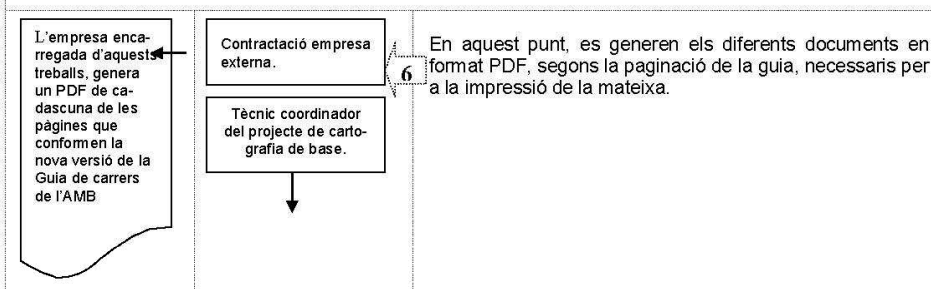 L'empresa enca-
rregada d'aquests
treballs, genera
un PDF de ca-
dascuna de les
pàgines que
conformen la
nova versió de la
Guia de carrers
de l'AMB
Contractació empresa
externa.
Tècnic coordinador
del projecte de carto-
grafia de base.
6
En aquest punt, es generen els diferents documents en
format PDF, segons la paginació de la guia, necessaris per
a la impressió de la mateixa.